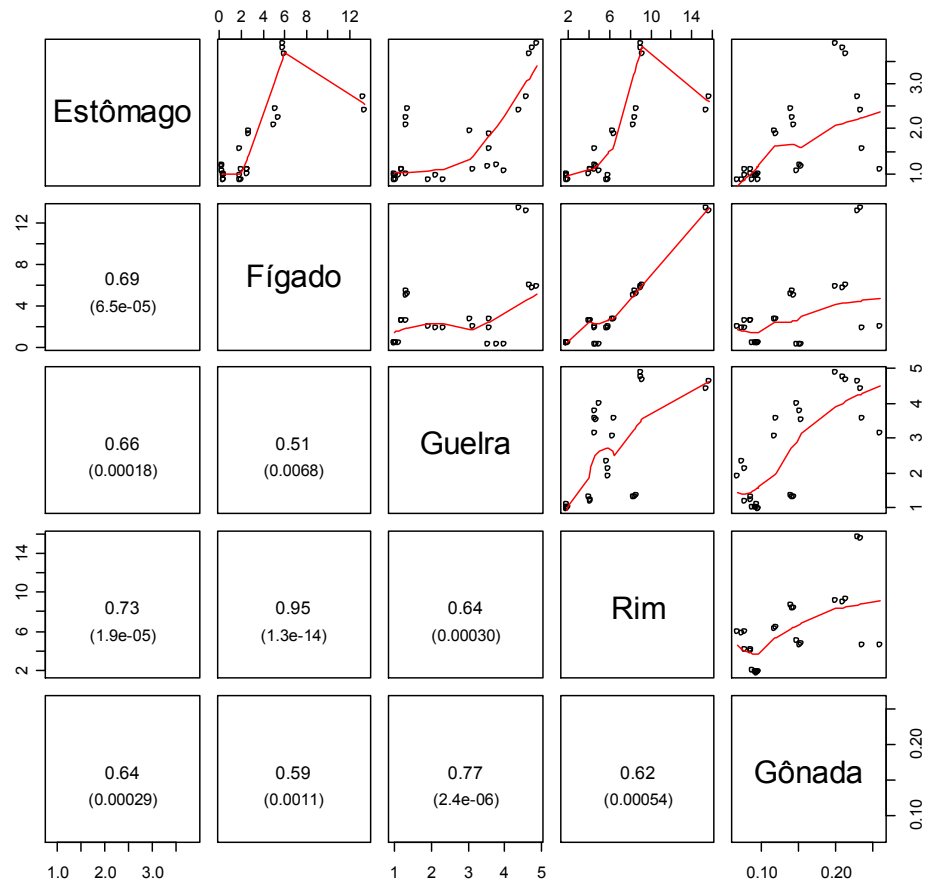 0 2 4 6 8 12
2 6 10 14
Estômago
1.0 2.0 3.0
0 4 8 12
0.69
(6.5e-05)
Fígado
0.66
(0.00018)
0.51
(0.0068)
Guelra
1 2 3 4 5
2 6 10 14
0.73
(1.9e-05)
0.95
(1.3e-14)
0.64
(0.00030)
Rim
0.64
(0.00029)
0.59
(0.0011)
0.77
(2.4e-06)
0.62
(0.00054)
Gônada
0.10 0.20
1.0 2.0 3.0
1 2 3 4 5
0.10 0.20